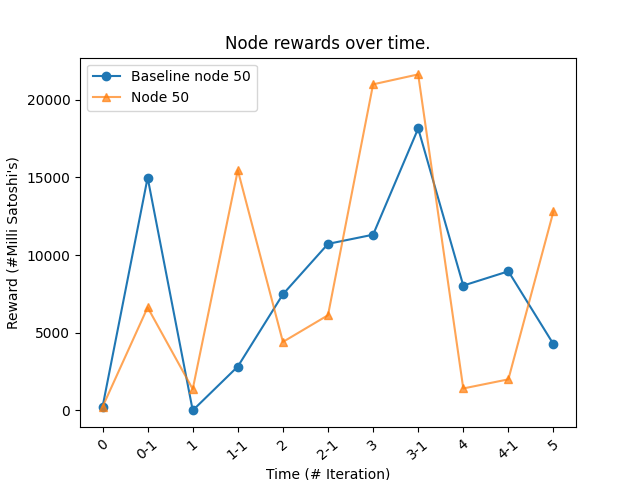 Node rewards over time.
Baseline node 50
Node 50
Reward (#Milli Satoshi's)
20000
15000
10000
5000
0
0 0-1 1 1-1 2 2-1 3 3-1 4 4-1 5
Time (# Iteration)